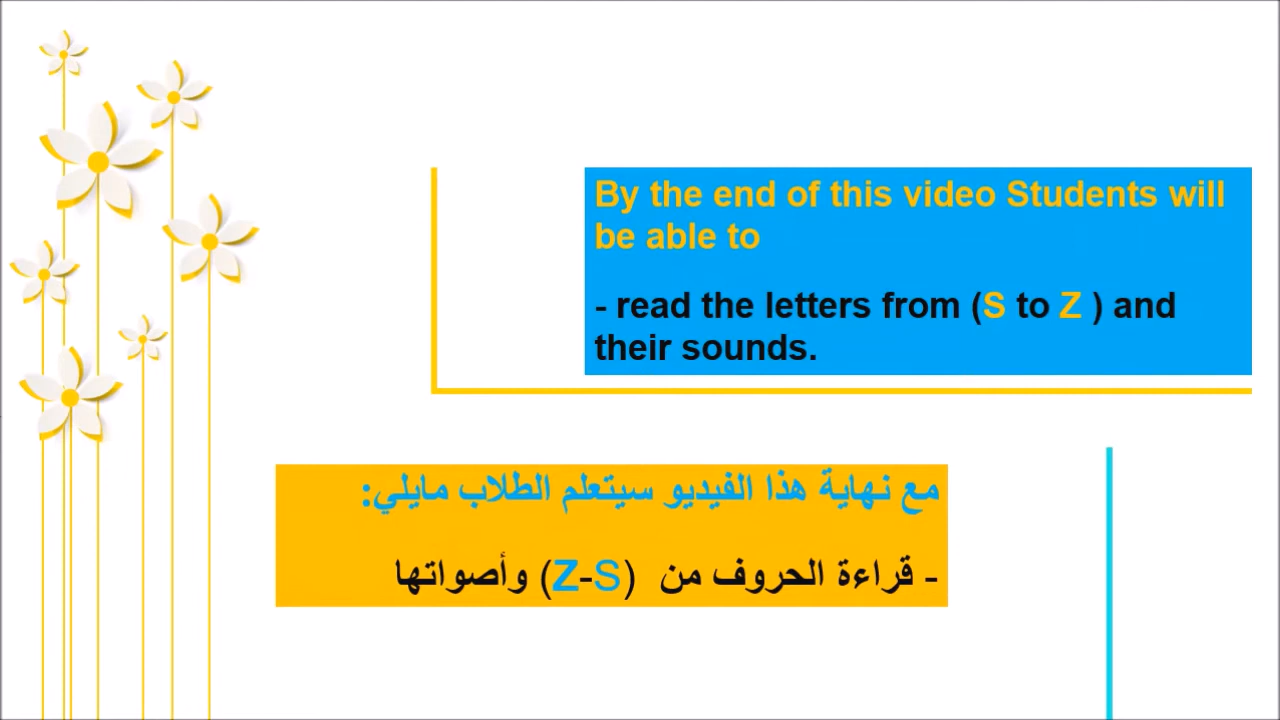 By the end of this video Students will
be able to
- read the letters from (S to Z ) and
their sounds.
مع نهاية هذا الفيديو سيتعلم الطلاب مايلي:
- قراءة الحروف من (Z-S) وأصواتها